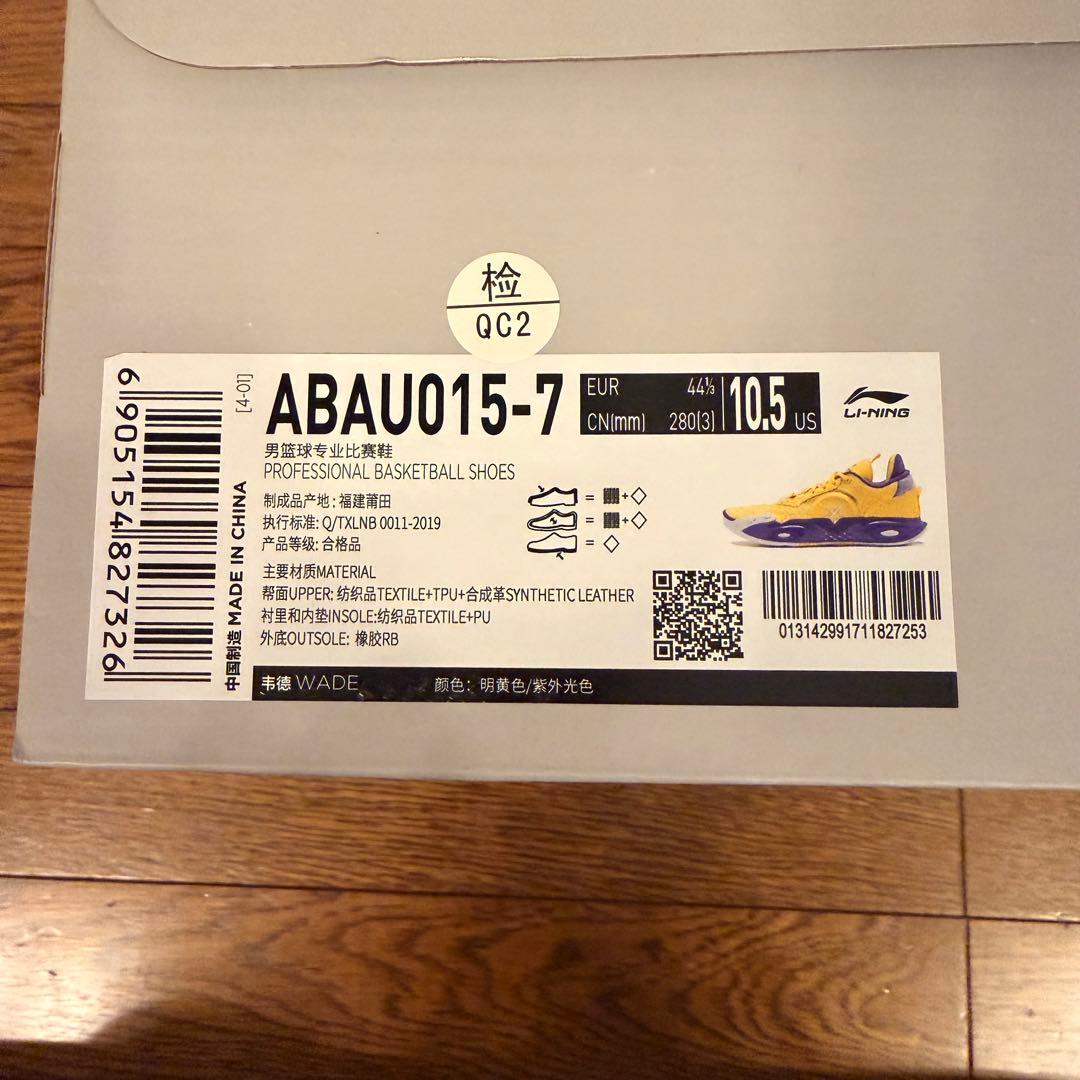 检
QC2
6 905154 827326
中国制造 MADE IN CHINA
[4-01]
ABAU015-7
EUR 44⅓
CN(mm) 280(3)
10.5 US
LI-NING
男篮球专业比赛鞋
PROFESSIONAL BASKETBALL SHOES
制成品产地: 福建莆田
执行标准: Q/TXLNB 0011-2019
产品等级: 合格品
主要材质MATERIAL
帮面UPPER: 纺织品TEXTILE+TPU+合成革SYNTHETIC LEATHER
衬里和内垫INSOLE:纺织品TEXTILE+PU
外底OUTSOLE: 橡胶RB
013142991711827253
韦德 WADE 颜色: 明黄色/紫外光色